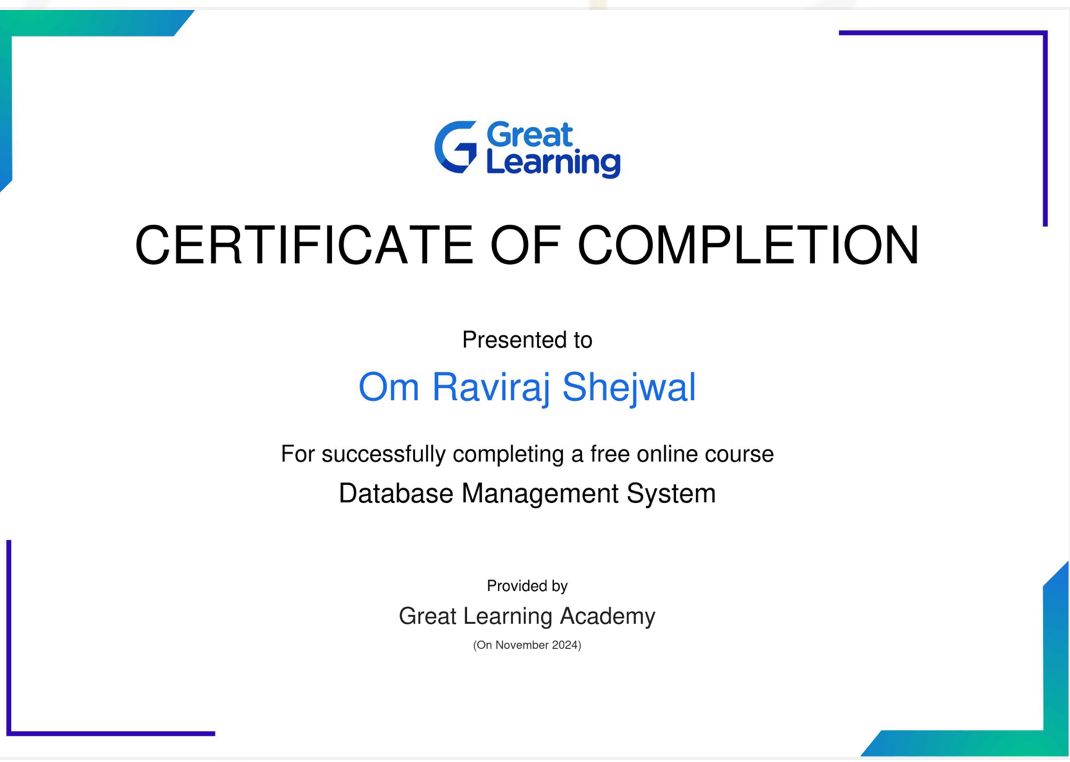 Great
Learning
CERTIFICATE OF COMPLETION
Presented to
Om Raviraj Shejwal
For successfully completing a free online course
Database Management System
Provided by
Great Learning Academy
(On November 2024)